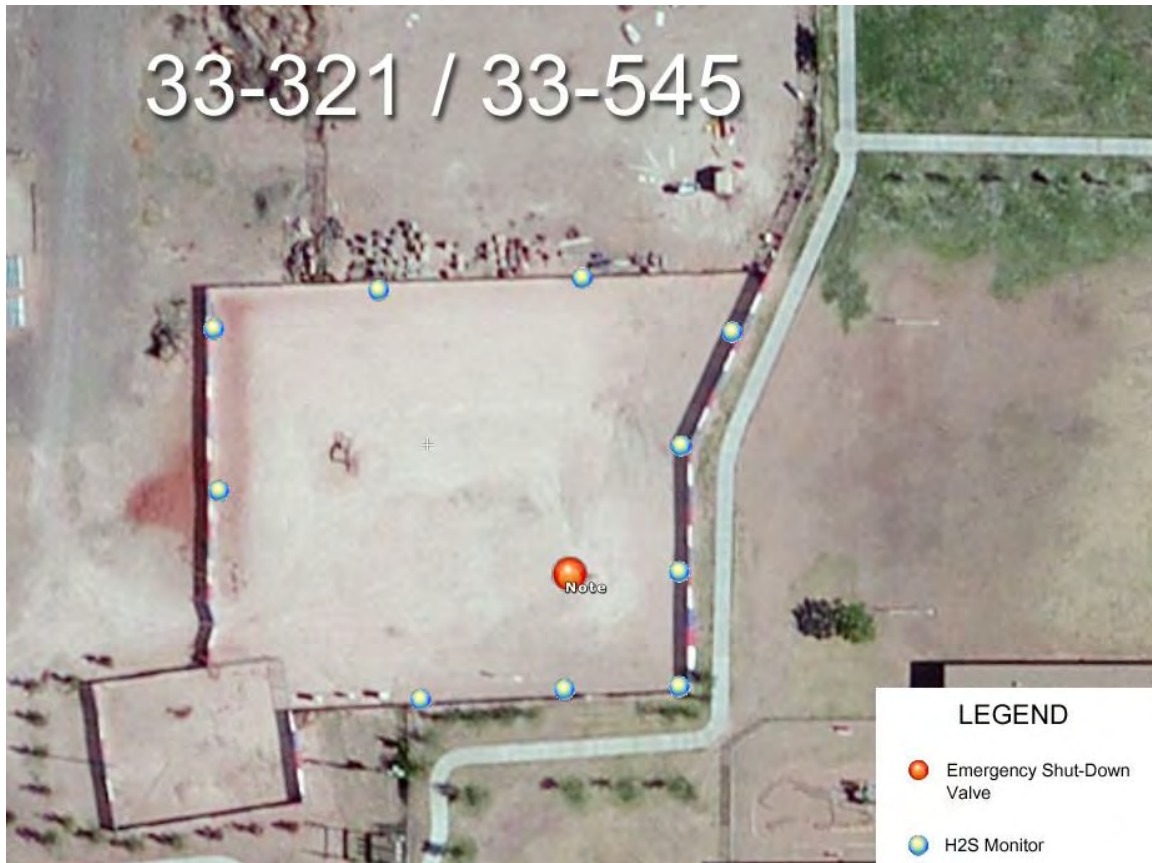 33-321 / 33-545
Note
LEGEND
Emergency Shut-Down
Valve
H2S Monitor